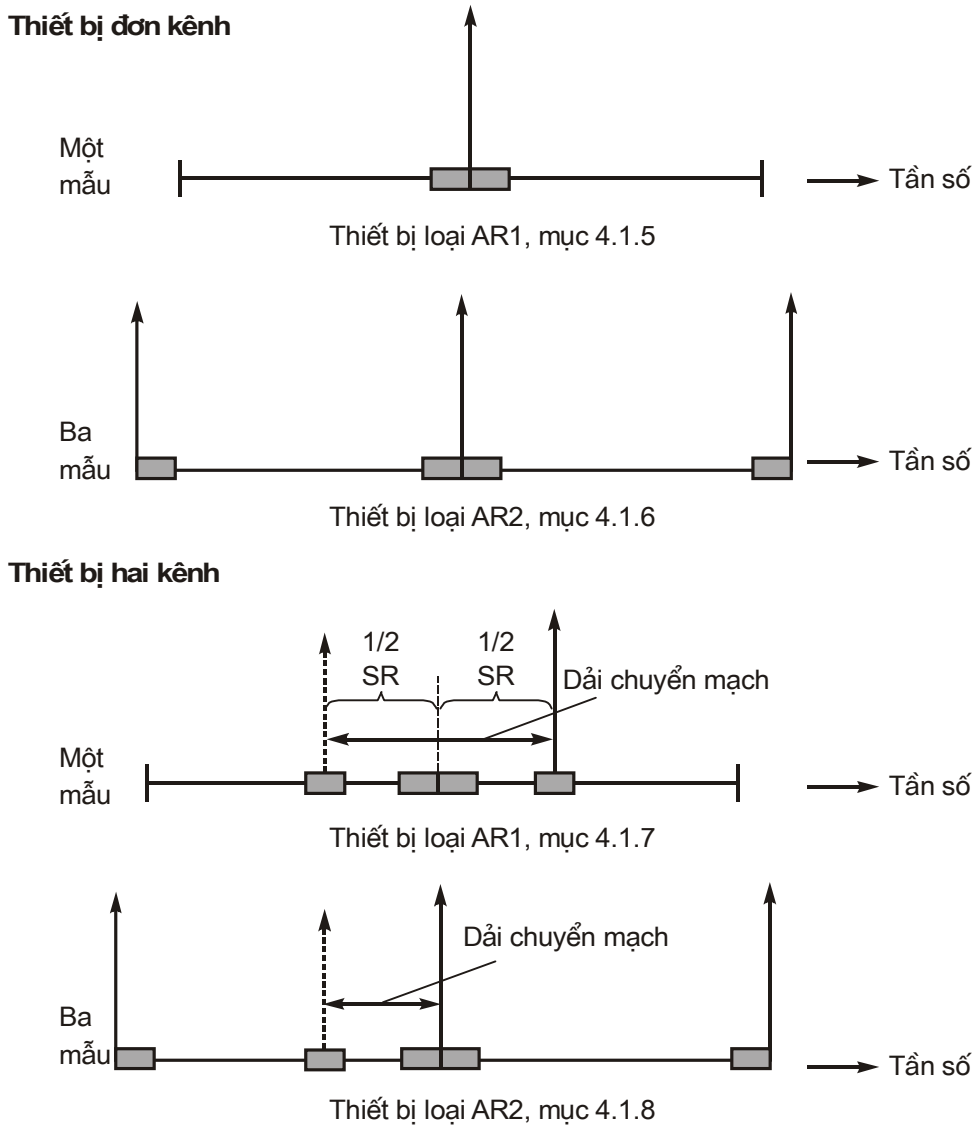 Thiết bị đơn kênh
Một
mẫu
Tần số
Thiết bị loại AR1, mục 4.1.5
Ba
mẫu
Tần số
Thiết bị loại AR2, mục 4.1.6
Thiết bị hai kênh
1/2
SR
1/2
SR
Dải chuyển mạch
Một
mẫu
Tần số
Thiết bị loại AR1, mục 4.1.7
Dải chuyển mạch
Ba
mẫu
Tần số
Thiết bị loại AR2, mục 4.1.8